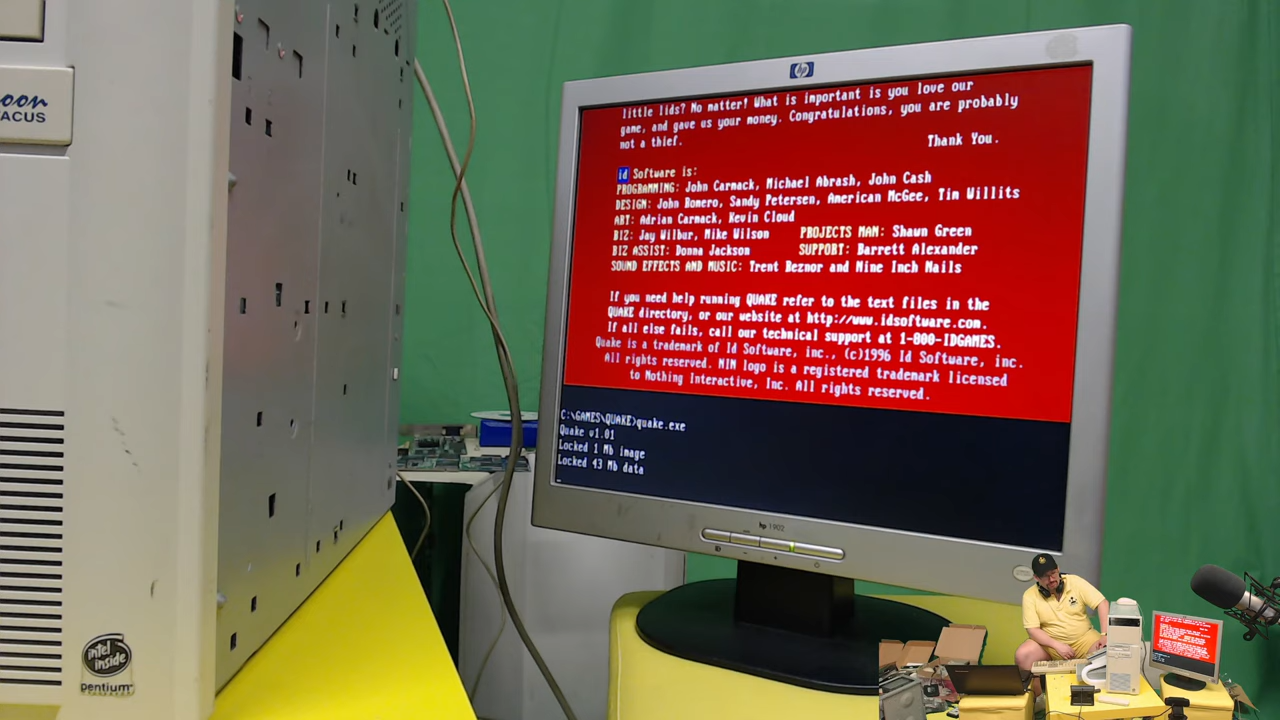 oon
TACUS
intel
inside
pentium
hp
little lids? No matter! What is important is you love our
game, and gave us your money. Congratulations, you are probably
not a thief.
Thank You.
id Software is:
PROGRAMMING: John Carmack, Michael Abrash, John Cash
DESIGN: John Romero, Sandy Petersen, American McGee, Tim Willits
ART: Adrian Carmack, Kevin Cloud
BIZ: Jay Wilbur, Mike Wilson PROJECTS MAN: Shawn Green
BIZ ASSIST: Donna Jackson SUPPORT: Barrett Alexander
SOUND EFFECTS AND MUSIC: Trent Reznor and Nine Inch Nails
If you need help running QUAKE refer to the text files in the
QUAKE directory, or our website at http://www.idsoftware.com.
If all else fails, call our technical support at 1-800-IDGAMES.
Quake is a trademark of Id Software, inc., (c)1996 Id Software, inc.
All rights reserved. NIN logo is a registered trademark licensed
to Nothing Interactive, Inc. All rights reserved.
C:\GAMES\QUAKE>quake.exe
Quake v1.01
Locked 1 Mb image
Locked 43 Mb data
hp 1902